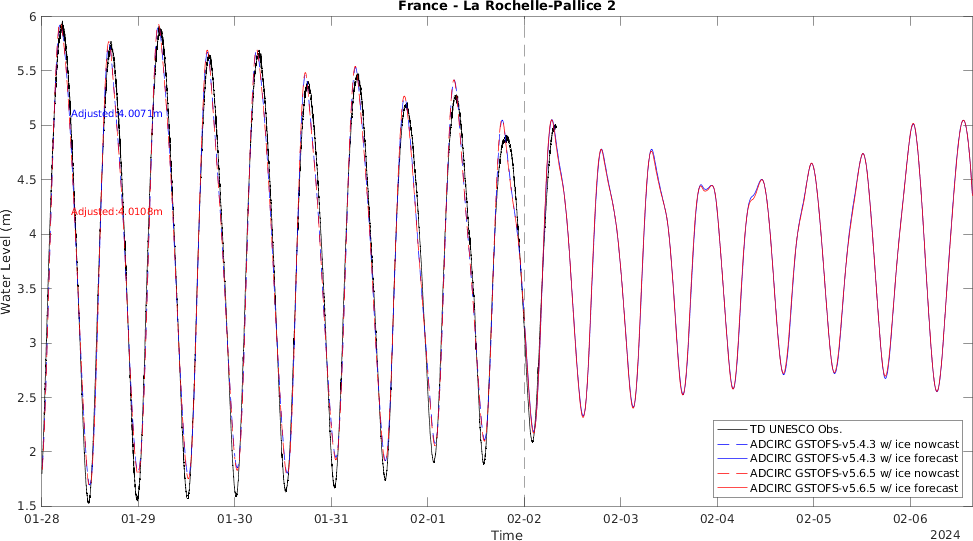 France - La Rochelle-Pallice 2
6
5.5
5
4.5
4
3.5
3
2.5
2
1.5
Water Level (m)
Adjusted:4.0071m
Adjusted:4.0108m
TD UNESCO Obs.
ADCIRC GSTOFS-v5.4.3 w/ ice nowcast
ADCIRC GSTOFS-v5.4.3 w/ ice forecast
ADCIRC GSTOFS-v5.6.5 w/ ice nowcast
ADCIRC GSTOFS-v5.6.5 w/ ice forecast
01-28 01-29 01-30 01-31 02-01 02-02 02-03 02-04 02-05 02-06
Time
2024